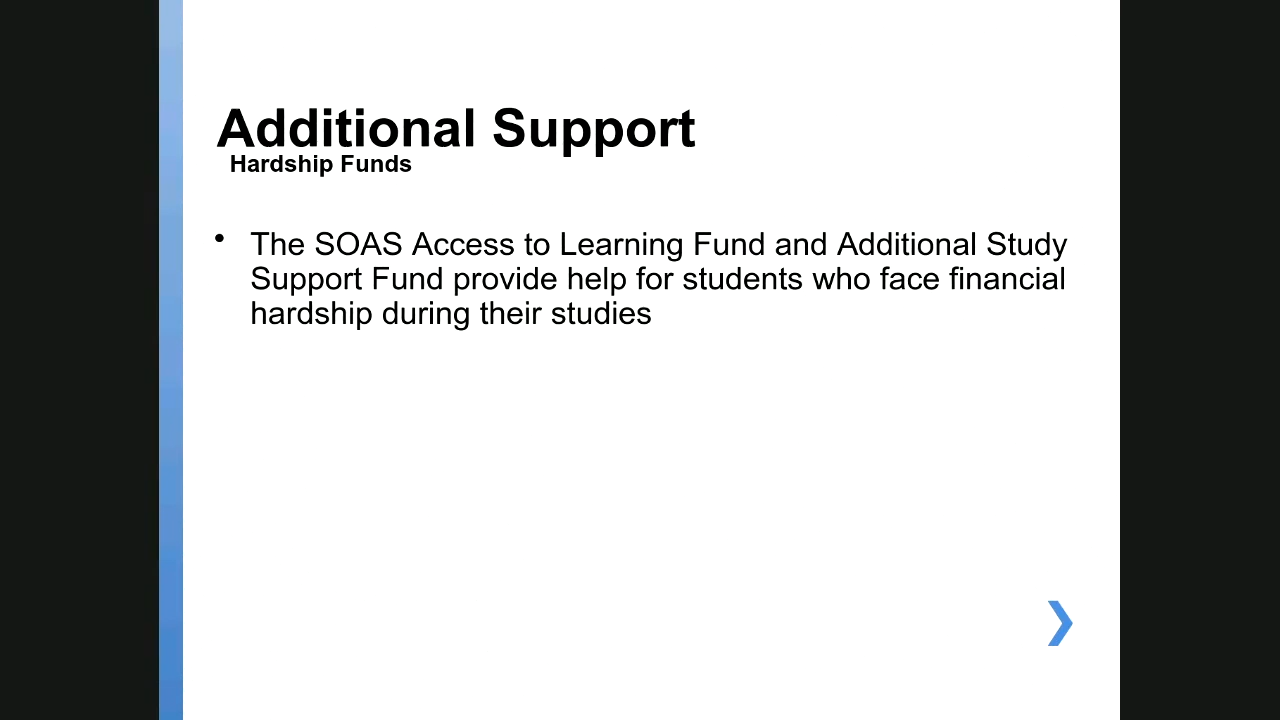 Additional Support
Hardship Funds
• The SOAS Access to Learning Fund and Additional Study
Support Fund provide help for students who face financial
hardship during their studies